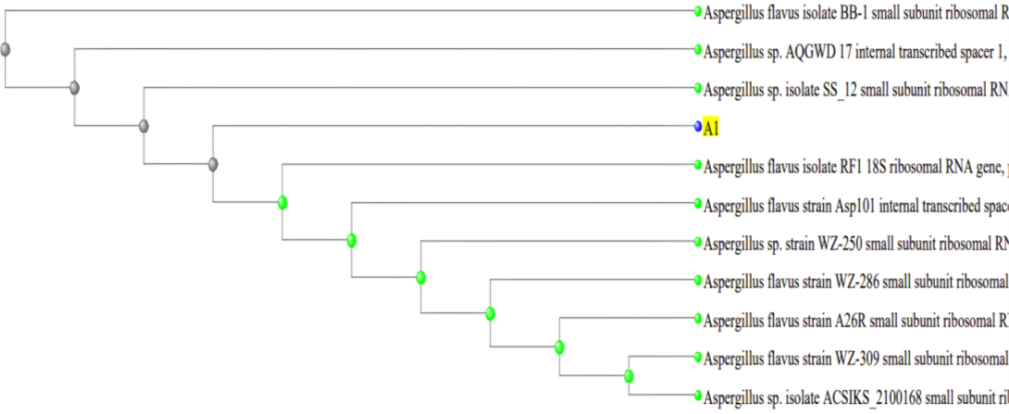 Aspergillus flavus isolate BB-1 small subunit ribosomal R
Aspergillus sp. AQGWD 17 internal transcribed spacer 1,
Aspergillus sp. isolate SS_12 small subunit ribosomal RN
A1
Aspergillus flavus isolate RF1 18S ribosomal RNA gene,
Aspergillus flavus strain Asp101 internal transcribed spac
Aspergillus sp. strain WZ-250 small subunit ribosomal RN
Aspergillus flavus strain WZ-286 small subunit ribosomal
Aspergillus flavus strain A26R small subunit ribosomal R
Aspergillus flavus strain WZ-309 small subunit ribosomal
Aspergillus sp. isolate ACSIKS_2100168 small subunit ri